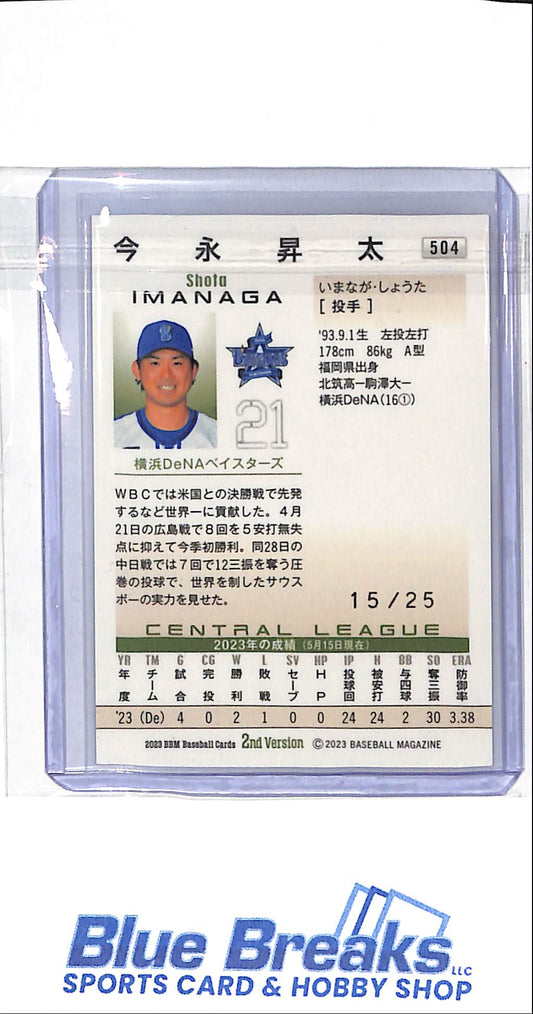 今永昇太 504
Shota
IMANAGA
いまなが・しょうた
[投手]
'93.9.1生 左投左打
178cm 86kg A型
福岡県出身
北筑高ー駒澤大ー
横浜DeNA(16①)
21
横浜DeNAベイスターズ
WBCでは米国との決勝戦で先発
するなど世界一に貢献した。4月
21日の広島戦で8回を5安打無失
点に抑えて今季初勝利。同28日の
中日戦では7回で12三振を奪う圧
巻の投球で、世界を制したサウス
ポーの実力を見せた。
15/25
CENTRAL LEAGUE
2023年の成績(5月15日現在)
YR TM G CG W L SV HP IP H BB SO ERA
年度 チーム 試合 完投 勝利 敗戦 セーブ HP 投球回 被安打 与四球 奪三振 防御率
'23 (De) 4 0 2 1 0 0 24 24 2 30 3.38
2023 BBM Baseball Cards 2nd Version ©2023 BASEBALL MAGAZINE
Blue Breaks LLC
SPORTS CARD & HOBBY SHOP